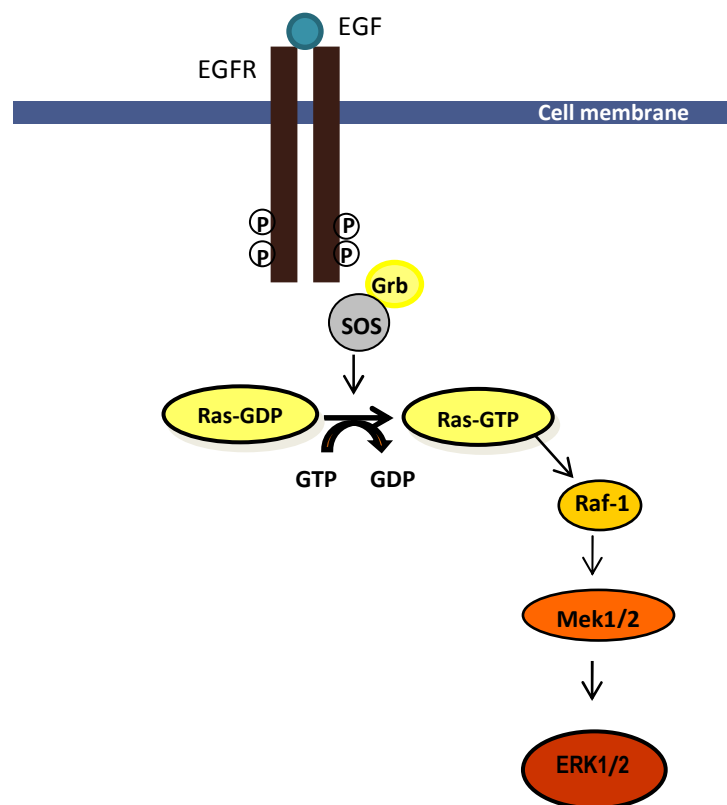 EGF
EGFR
Cell membrane
P
P
P
P
Grb
SOS
Ras-GDP
Ras-GTP
GTP
GDP
Raf-1
Mek1/2
ERK1/2